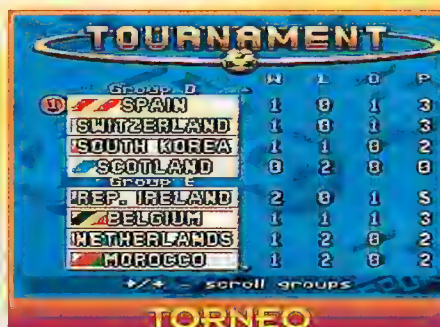 TOURNAMENT
W L D P
Group D
1 SPAIN 1 0 1 3
SWITZERLAND 1 0 1 3
SOUTH KOREA 1 1 0 2
SCOTLAND 0 2 0 0
Group E
REP. IRELAND 2 0 1 5
BELGIUM 1 1 1 3
NETHERLANDS 1 2 0 2
MOROCCO 1 2 0 2
scroll groups
TORNEO